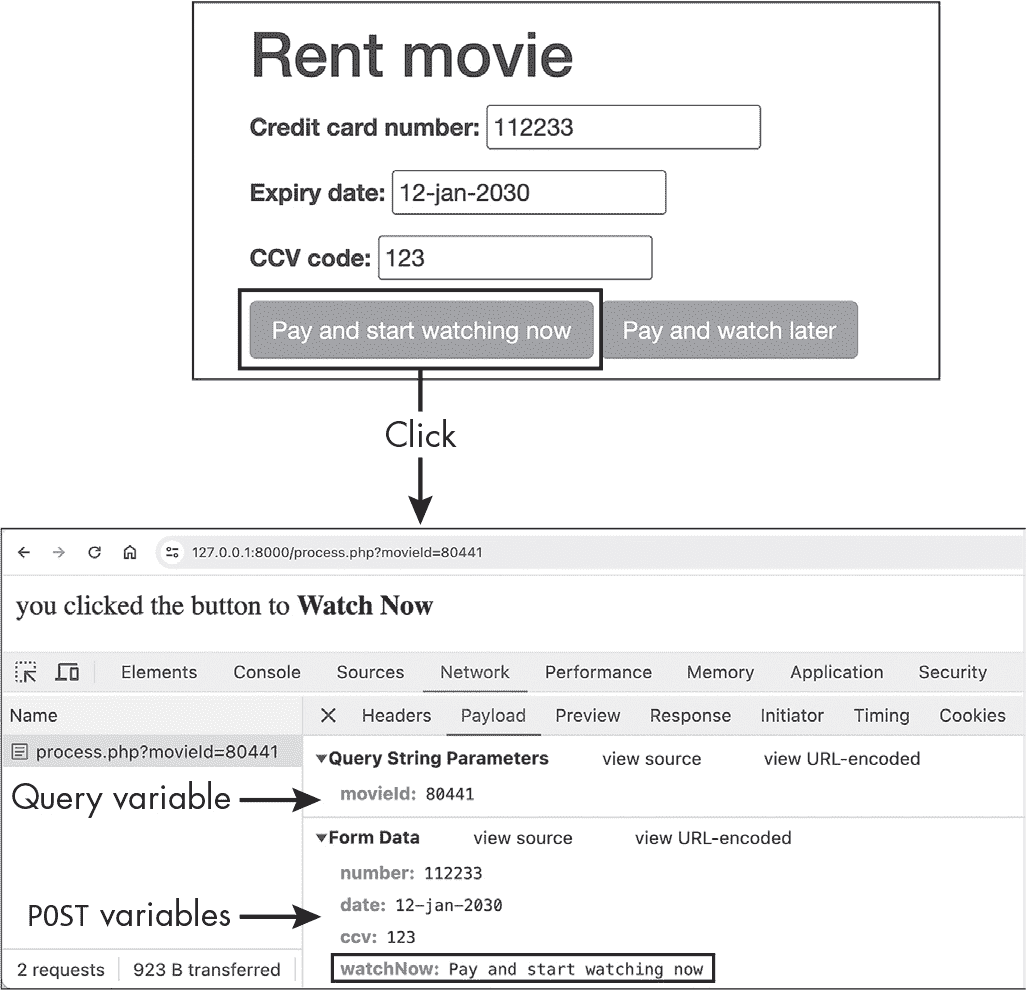 Rent movie
Credit card number: 112233
Expiry date: 12-jan-2030
CCV code: 123
Pay and start watching now Pay and watch later
Click
127.0.0.1:8000/process.php?movieId=80441
you clicked the button to Watch Now
Elements Console Sources Network Performance Memory Application Security
Name Headers Payload Preview Response Initiator Timing Cookies
process.php?movieId=80441 Query String Parameters view source view URL-encoded
Query variable movieId: 80441
Form Data view source view URL-encoded
number: 112233
POST variables date: 12-jan-2030
ccv: 123
2 requests 923 B transferred watchNow: Pay and start watching now